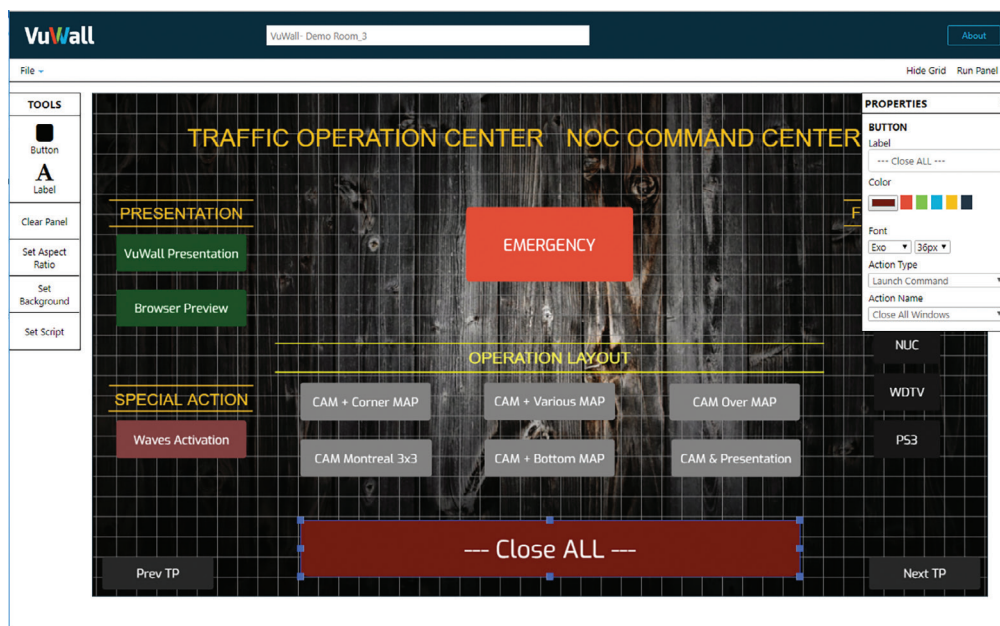 VuWall
VuWall- Demo Room_3
About
File
Hide Grid Run Panel
TOOLS
Button
A
Label
Clear Panel
Set Aspect
Ratio
Set
Background
Set Script
TRAFFIC OPERATION CENTER NOC COMMAND CENTER
PRESENTATION
VuWall Presentation
Browser Preview
EMERGENCY
F
OPERATION LAYOUT
SPECIAL ACTION
Waves Activation
CAM + Corner MAP
CAM + Various MAP
CAM Over MAP
CAM Montreal 3x3
CAM + Bottom MAP
CAM & Presentation
NUC
WDTV
PS3
--- Close ALL ---
Prev TP
Next TP
PROPERTIES
BUTTON
Label
--- Close ALL ---
Color
Font
Exo 36px
Action Type
Launch Command
Action Name
Close All Windows